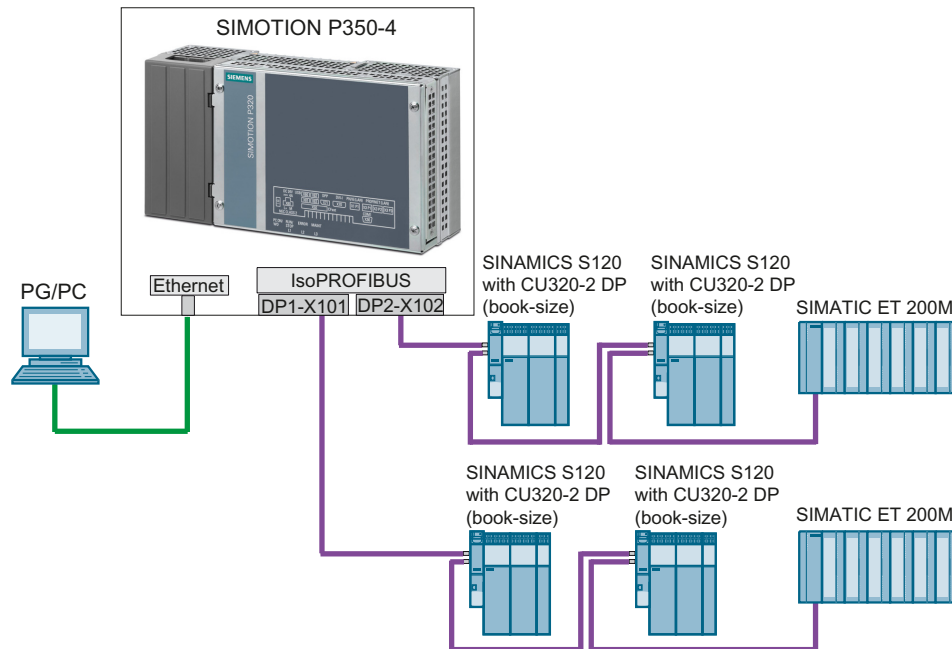 SIMOTION P350-4
SIEMENS
SIMOTION P320
PG/PC
Ethernet
IsoPROFIBUS
DP1-X101
DP2-X102
SINAMICS S120
with CU320-2 DP
(book-size)
SINAMICS S120
with CU320-2 DP
(book-size)
SIMATIC ET 200M
SINAMICS S120
with CU320-2 DP
(book-size)
SINAMICS S120
with CU320-2 DP
(book-size)
SIMATIC ET 200M